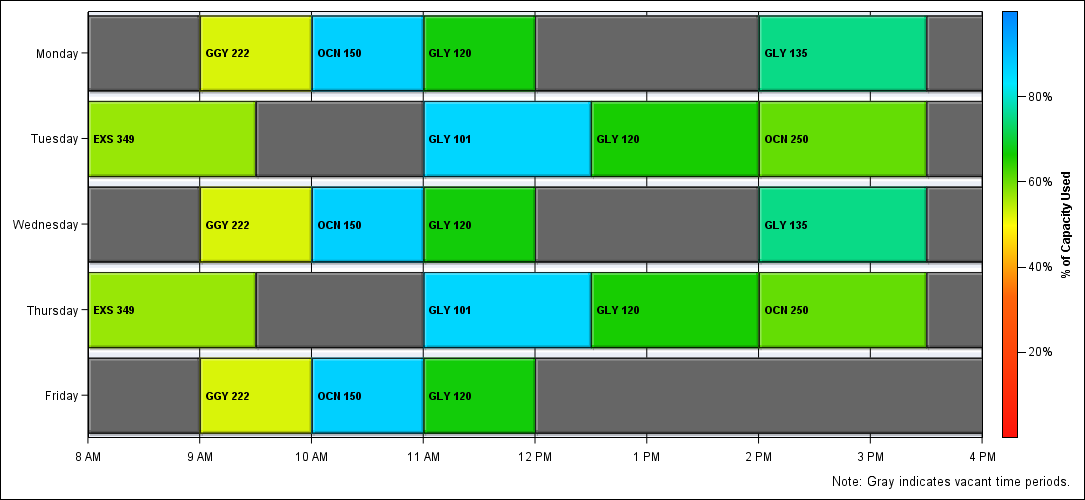 Monday
GGY 222
OCN 150
GLY 120
GLY 135
Tuesday
EXS 349
GLY 101
GLY 120
OCN 250
Wednesday
GGY 222
OCN 150
GLY 120
GLY 135
Thursday
EXS 349
GLY 101
GLY 120
OCN 250
Friday
GGY 222
OCN 150
GLY 120
8 AM
9 AM
10 AM
11 AM
12 PM
1 PM
2 PM
3 PM
4 PM
80%
60%
40%
20%
% of Capacity Used
Note: Gray indicates vacant time periods.